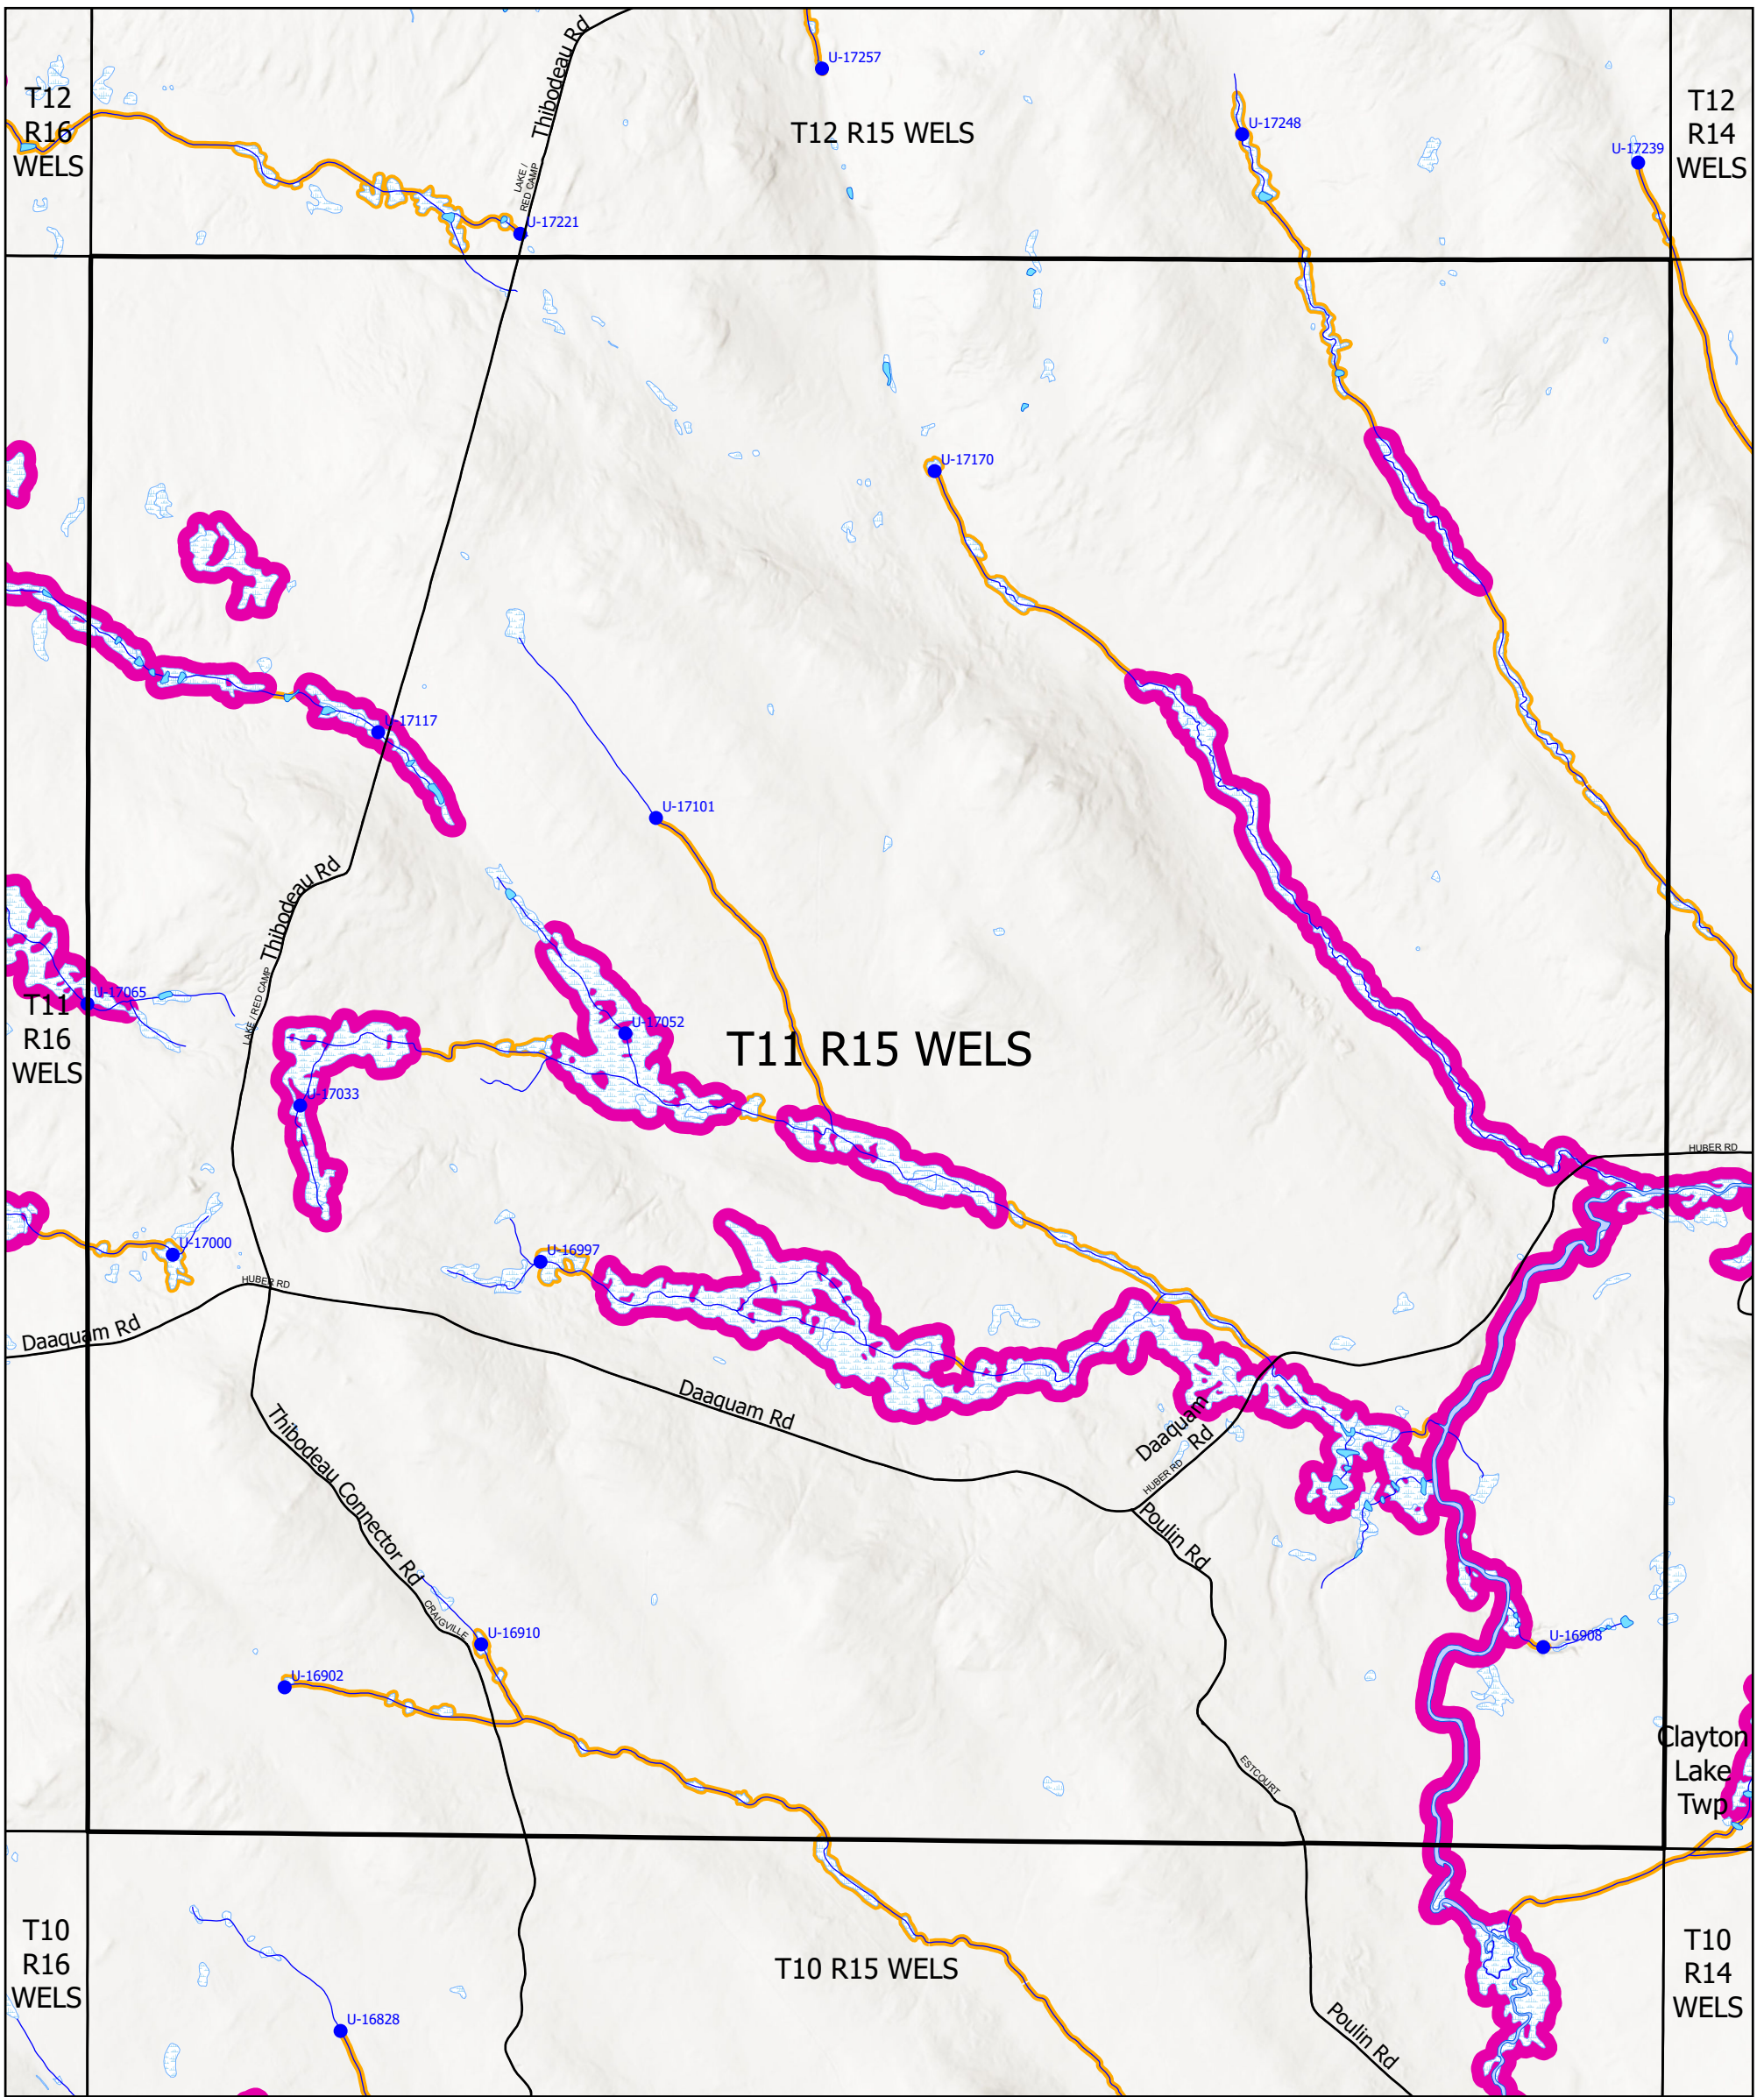 Thibodeau Rd
U-17257
T12
R16
WELS
T12 R15 WELS
U-17248
T12
R14
WELS
U-17239
LAKE /
RED CAMP
U-17221
U-17170
U-17117
U-17101
Thibodeau Rd
LAKE / RED CAMP
U-17065
T11
R16
WELS
U-17052
T11 R15 WELS
U-17033
HUBER RD
U-17000
U-16997
HUBER RD
Daaquam Rd
Daaquam Rd
Daaquam
Rd
HUBER RD
Thibodeau Connector Rd
Poulin Rd
CRAIGVILLE
U-16910
U-16908
U-16902
Clayton
Lake
Twp
ESTCOURT
T10
R16
WELS
T10 R15 WELS
T10
R14
WELS
U-16828
Poulin Rd